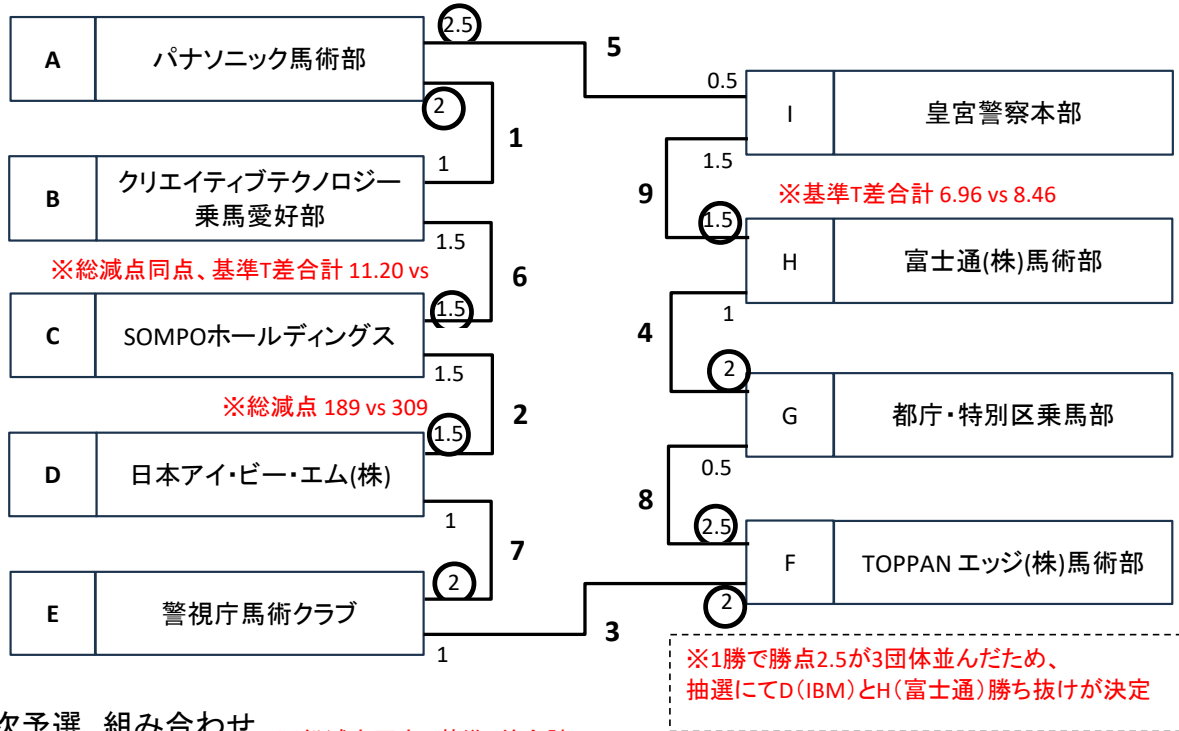 A パナソニック馬術部
2.5
5
2
1
1
B クリエイティブテクノロジー
乗馬愛好部
1.5
※総減点同点、基準T差合計 11.20 vs
6
1.5
C SOMPOホールディングス
1.5
※総減点 189 vs 309
2
1.5
D 日本アイ・ビー・エム(株)
1
7
2
E 警視庁馬術クラブ
1
3
0.5
I 皇宮警察本部
1.5
9
※基準T差合計 6.96 vs 8.46
1.5
H 富士通(株)馬術部
1
4
2
G 都庁・特別区乗馬部
0.5
8
2.5
F TOPPAN エッジ(株)馬術部
2
※1勝で勝点2.5が3団体並んだため、
抽選にてD(IBM)とH(富士通)勝ち抜けが決定
次予選 組み合わせ